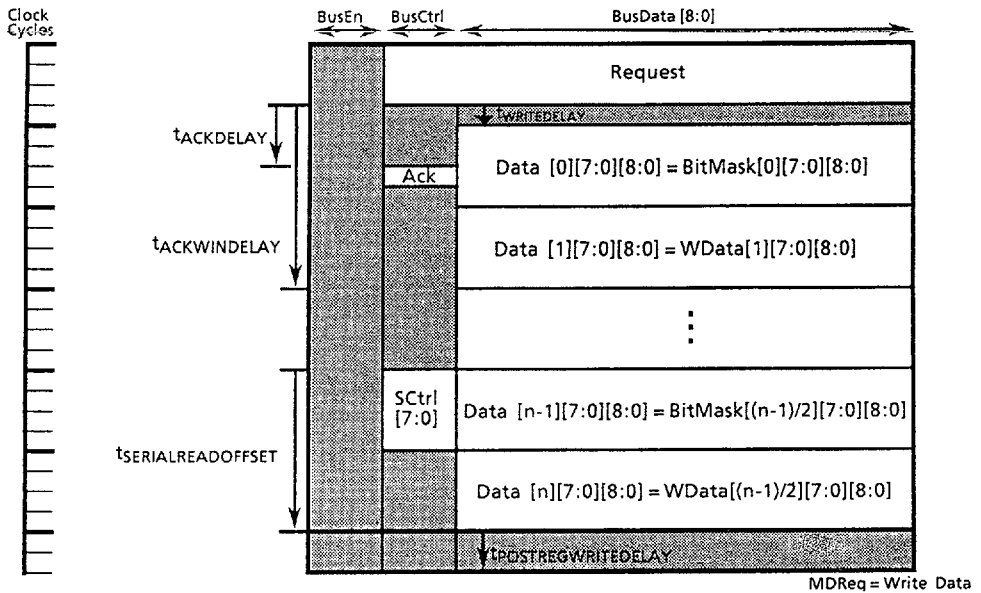 Clock
Cycles
BusEn
BusCtrl
BusData [8:0]
Request
tWRITEDELAY
tACKDELAY
Data [0][7:0][8:0] = BitMask[0][7:0][8:0]
Ack
tACKWINDELAY
Data [1][7:0][8:0] = WData[1][7:0][8:0]
SCtrl
[7:0]
Data [n-1][7:0][8:0] = BitMask[(n-1)/2][7:0][8:0]
tSERIALREADOFFSET
Data [n][7:0][8:0] = WData[(n-1)/2][7:0][8:0]
tPOSTREGWRITEDELAY
MDReq = Write Data